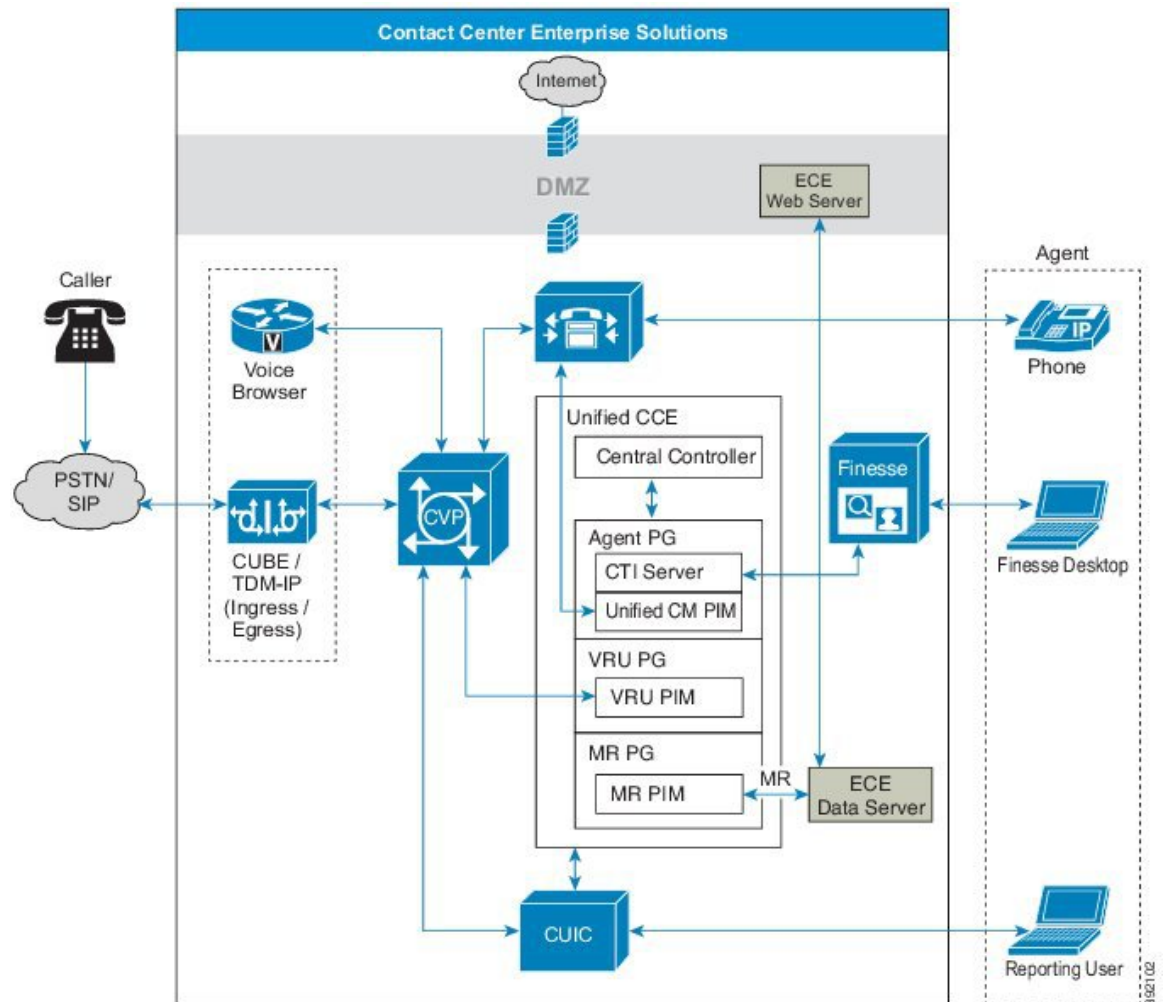 Contact Center Enterprise Solutions
Internet
DMZ
ECE
Web Server
Caller
Agent
Voice
Browser
V
IP
Phone
Unified CCE
Central Controller
PSTN/
SIP
CUBE /
TDM-IP
(Ingress /
Egress)
CVP
Finesse
Agent PG
CTI Server
Unified CM PIM
Finesse Desktop
VRU PG
VRU PIM
MR PG
MR PIM
MR
ECE
Data Server
CUIC
Reporting User